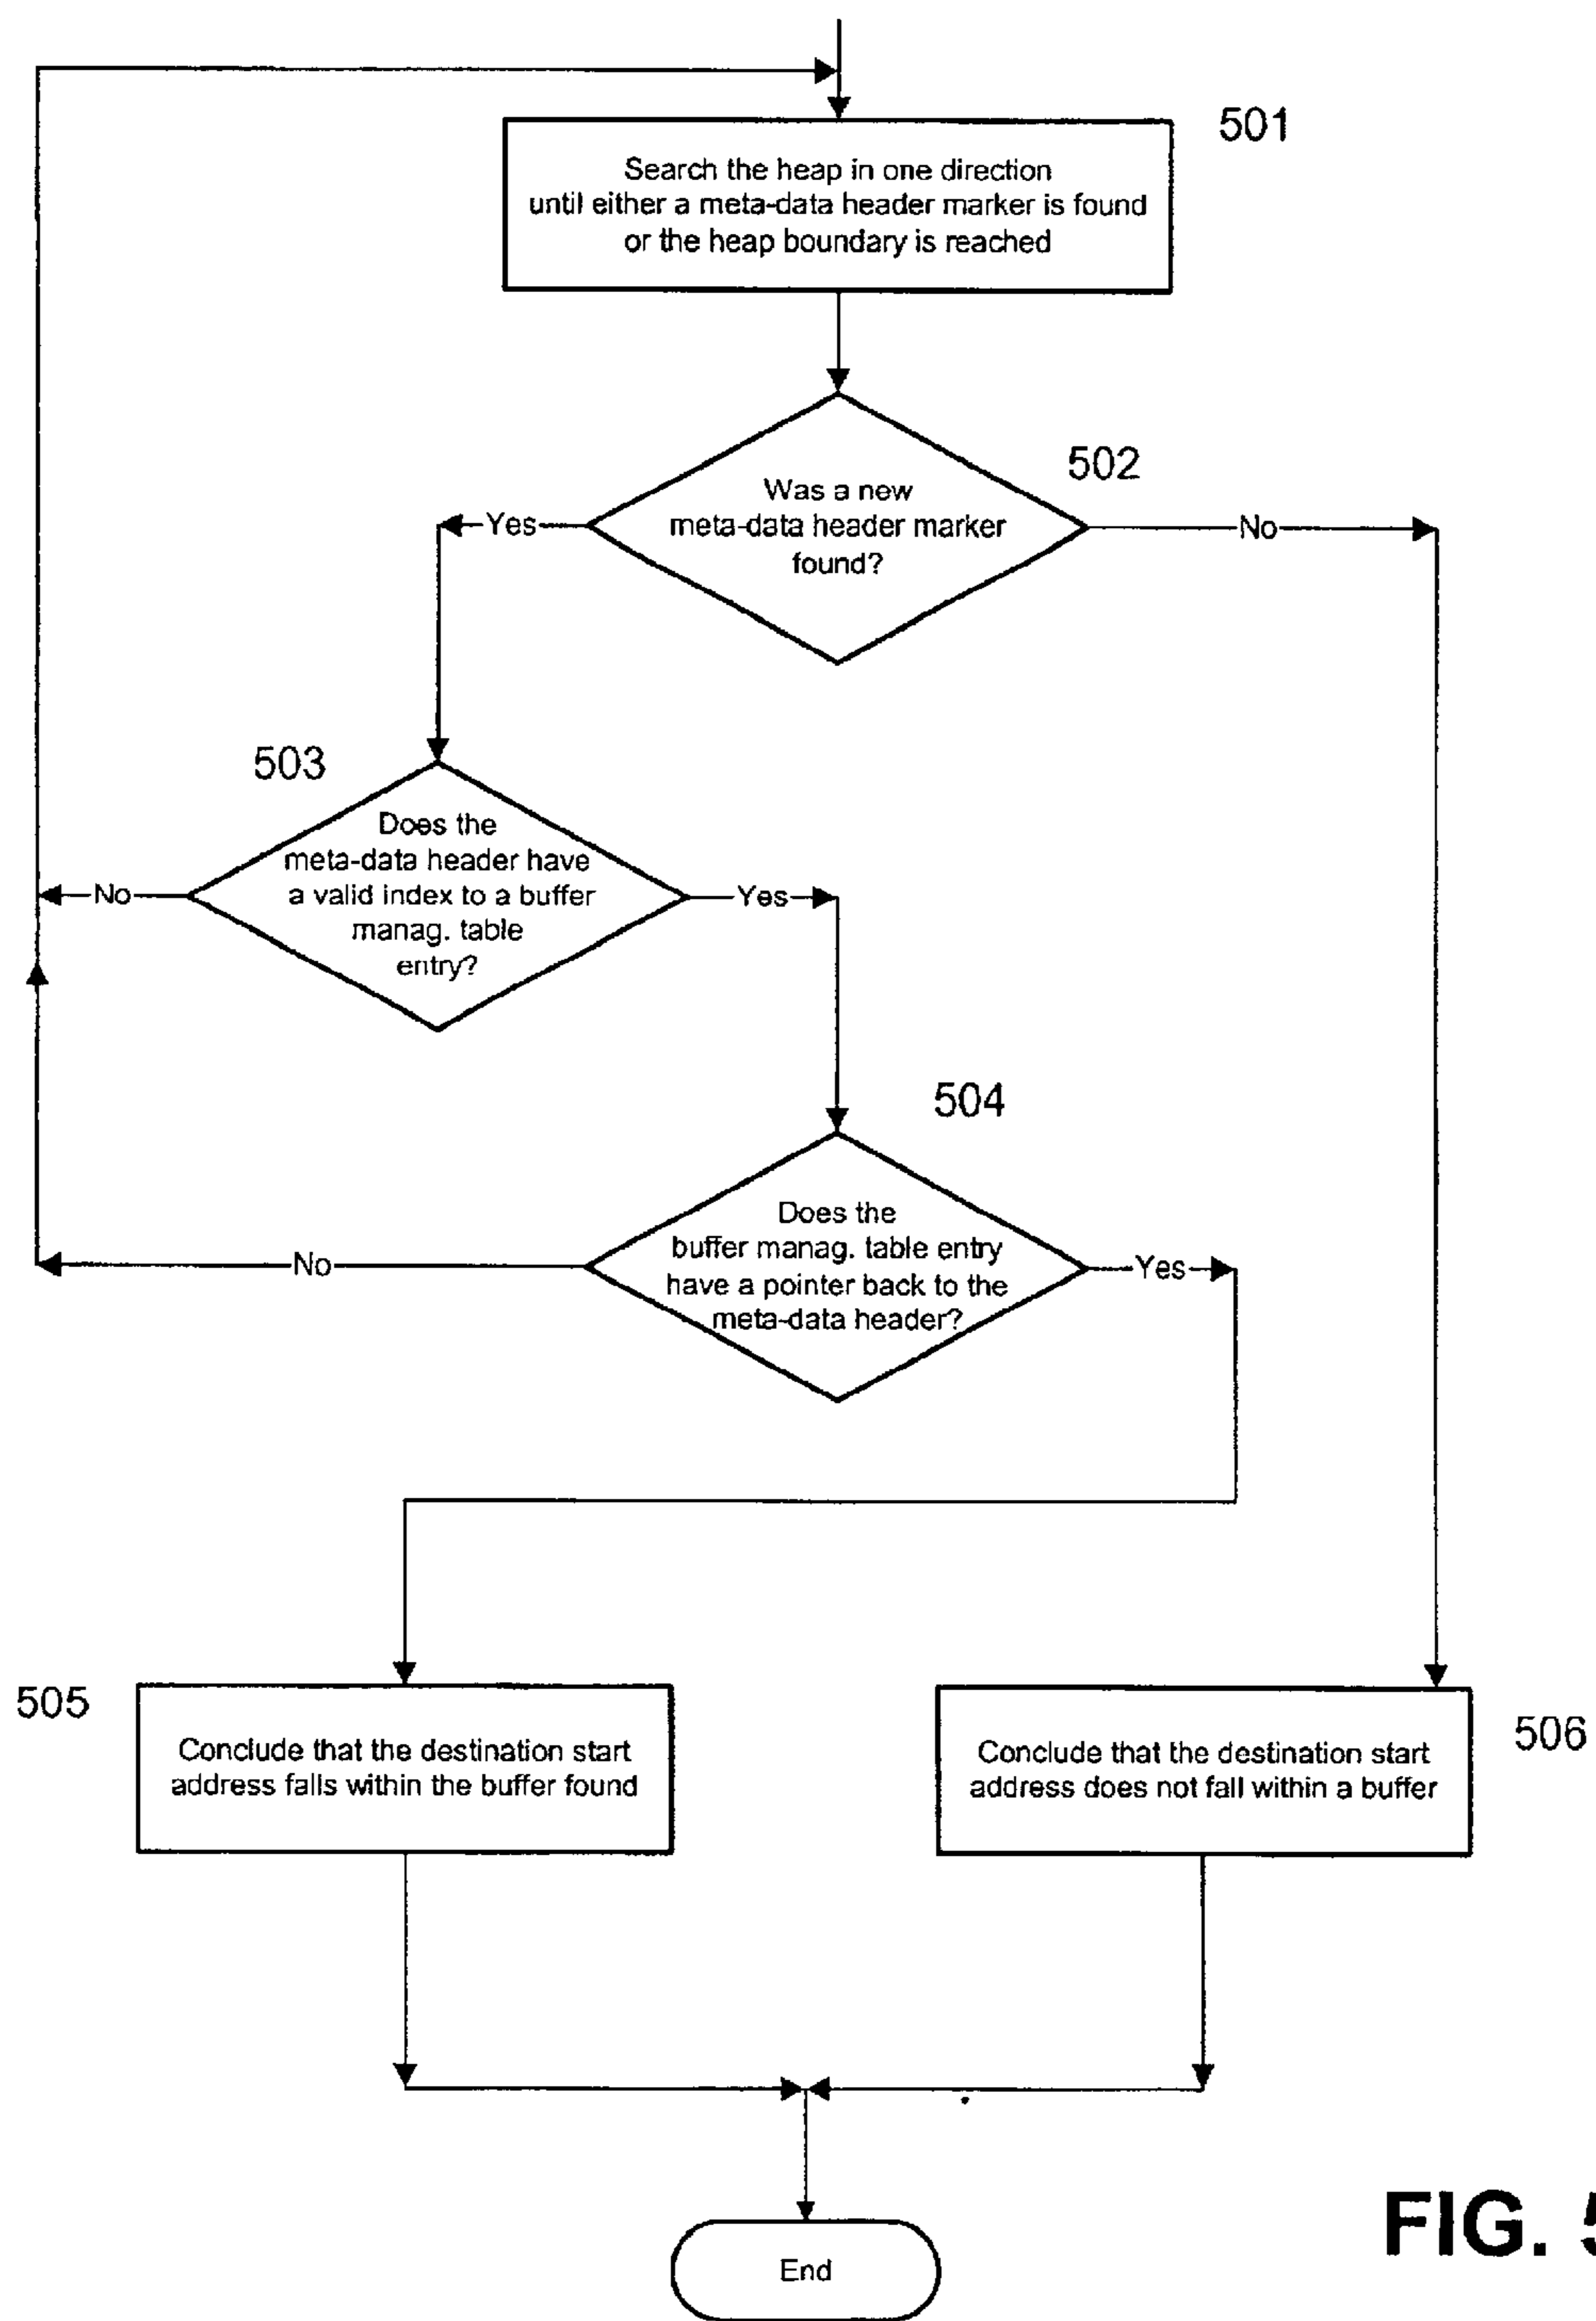 501
Search the heap in one direction
until either a meta-data header marker is found
or the heap boundary is reached
502
Was a new
meta-data header marker
found?
Yes
No
503
Does the
meta-data header have
a valid index to a buffer
manag. table
entry?
No
Yes
504
Does the
buffer manag. table entry
have a pointer back to the
meta-data header?
No
Yes
505
Conclude that the destination start
address falls within the buffer found
506
Conclude that the destination start
address does not fall within a buffer
End
FIG. 5